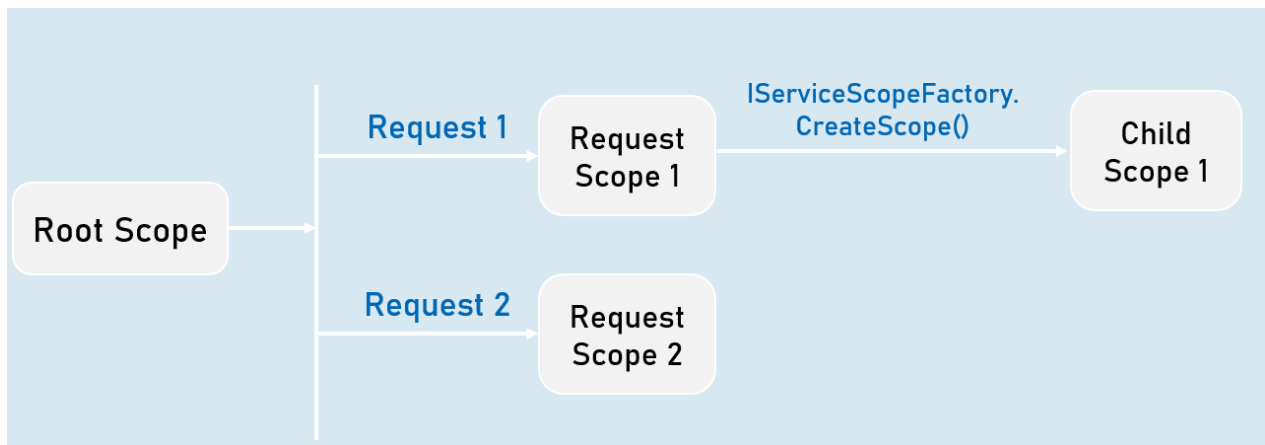 Root Scope
Request 1
Request
Scope 1
IServiceScopeFactory.
CreateScope()
Child
Scope 1
Request 2
Request
Scope 2